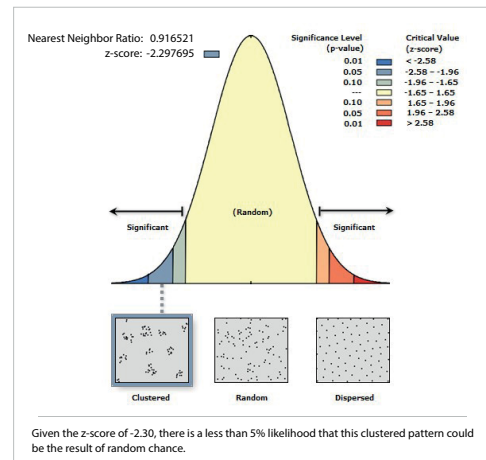 Nearest Neighbor Ratio: 0.916521
z-score: -2.297695
Significance Level
(p-value)
Critical Value
(z-score)
0.01 < -2.58
0.05 -2.58 – -1.96
0.10 -1.96 – -1.65
--- -1.65 – 1.65
0.10 1.65 – 1.96
0.05 1.96 – 2.58
0.01 > 2.58
Significant
(Random)
Significant
Clustered
Random
Dispersed
Given the z-score of -2.30, there is a less than 5% likelihood that this clustered pattern could
be the result of random chance.